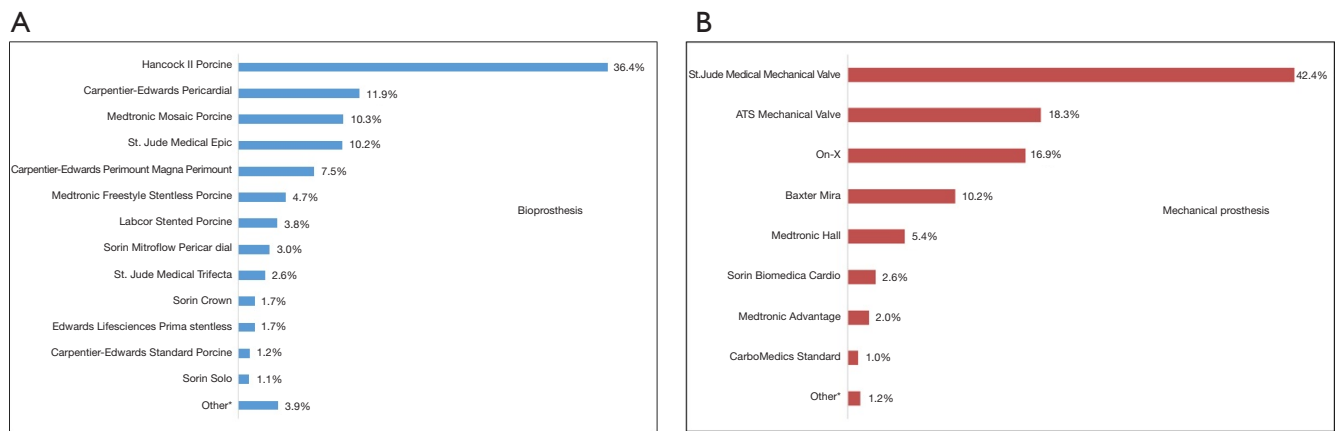 A
Hancock II Porcine 36.4%
Carpentier-Edwards Pericardial 11.9%
Medtronic Mosaic Porcine 10.3%
St. Jude Medical Epic 10.2%
Carpentier-Edwards Perimount Magna Perimount 7.5%
Medtronic Freestyle Stentless Porcine 4.7%
Labcor Stented Porcine 3.8%
Bioprosthesis
Sorin Mitroflow Pericar dial 3.0%
St. Jude Medical Trifecta 2.6%
Sorin Crown 1.7%
Edwards Lifesciences Prima stentless 1.7%
Carpentier-Edwards Standard Porcine 1.2%
Sorin Solo 1.1%
Other* 3.9%
B
St.Jude Medical Mechanical Valve 42.4%
ATS Mechanical Valve 18.3%
On-X 16.9%
Baxter Mira 10.2%
Mechanical prosthesis
Medtronic Hall 5.4%
Sorin Biomedica Cardio 2.6%
Medtronic Advantage 2.0%
CarboMedics Standard 1.0%
Other* 1.2%